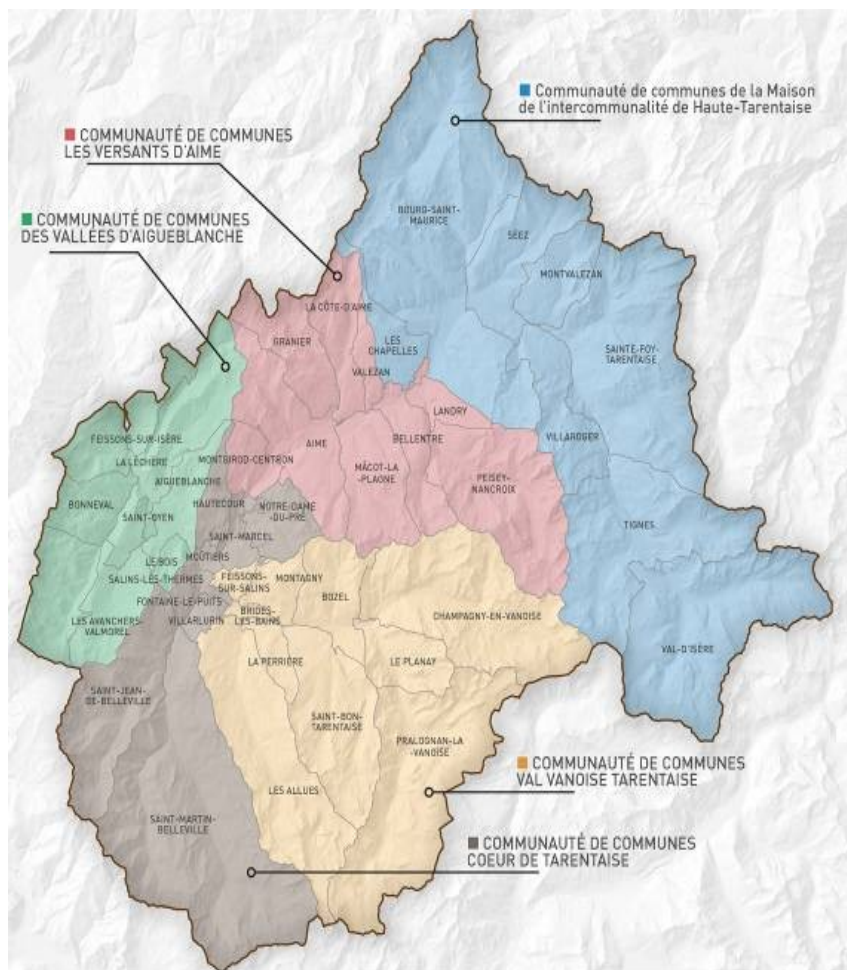 Communauté de communes de la Maison
de l'intercommunalité de Haute-Tarentaise
COMMUNAUTÉ DE COMMUNES
LES VERSANTS D'AIME
COMMUNAUTÉ DE COMMUNES
DES VALLÉES D'AIGUEBLANCHE
BOURG-SAINT-
MAURICE
SÉEZ
MONTVALEZAN
LA CÔTE-D'AIME
GRANIER
LES
CHAPELLES
VALEZAN
SAINTE-FOY-
TARENTAISE
LANDRY
BELLENTRE
VILLAROGER
FEISSONS-SUR-ISÈRE
AIME
MONTGIROD-CENTRON
LA LÉCHÈRE
MÂCOT-LA
-PLAGNE
AIGUEBLANCHE
PEISEY-
NANCROIX
BONNEVAL
HAUTECOUR
NOTRE-DAME
-DU-PRÉ
SAINT-OYEN
TIGNES
SAINT-MARCEL
MOÛTIERS
LE BOIS
SALINS-LES-THERMES
FEISSONS-
SUR-SALINS
MONTAGNY
BOZEL
FONTAINE-LE-PUITS
BRIDES-
LES-BAINS
CHAMPAGNY-EN-VANOISE
LES AVANCHERS-
VALMOREL
VILLARLURIN
VAL-D'ISÈRE
LA PERRIÈRE
LE PLANAY
SAINT-JEAN-
DE-BELLEVILLE
SAINT-BON-
TARENTAISE
PRALOGNAN-LA
-VANOISE
COMMUNAUTÉ DE COMMUNES
VAL VANOISE TARENTAISE
LES ALLUES
SAINT-MARTIN-
BELLEVILLE
COMMUNAUTÉ DE COMMUNES
COEUR DE TARENTAISE